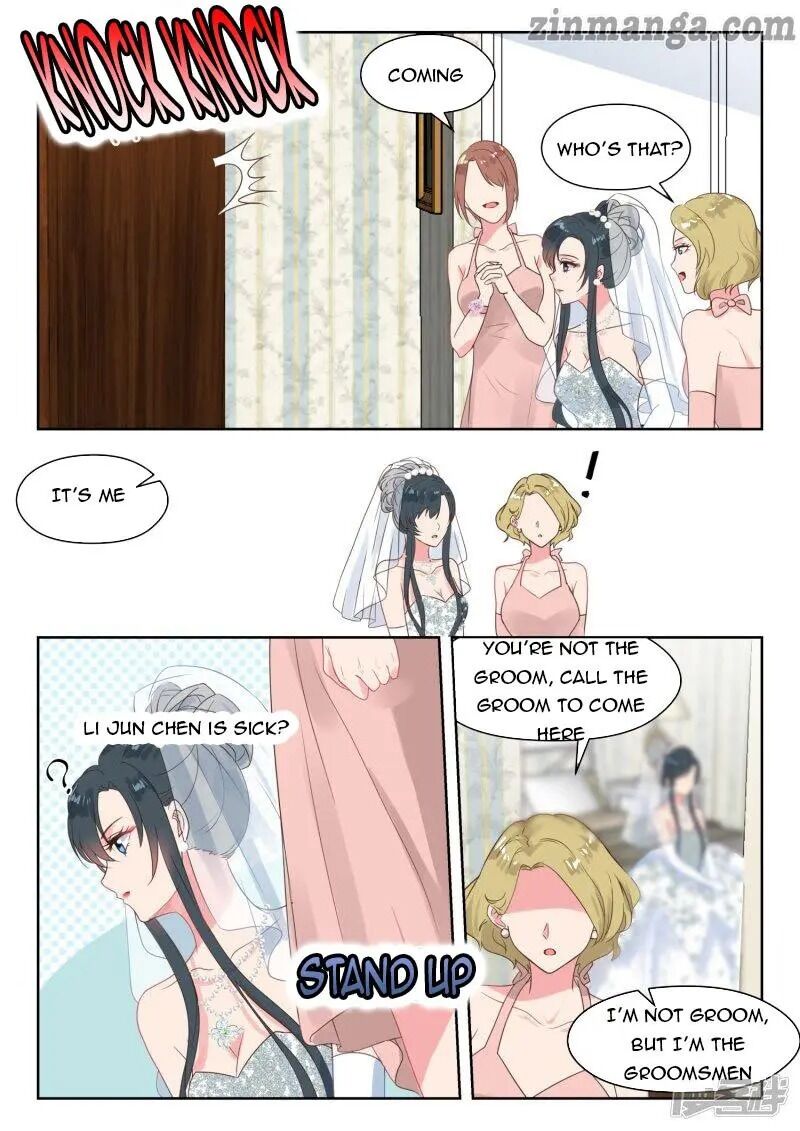 zinmanga.com
KNOCK KNOCK
COMING
WHO'S THAT?
IT'S ME
!
LI JUN CHEN IS SICK?
?
YOU'RE NOT THE
GROOM, CALL THE
GROOM TO COME
HERE
STAND UP
I'M NOT GROOM,
BUT I'M THE
GROOMSMEN